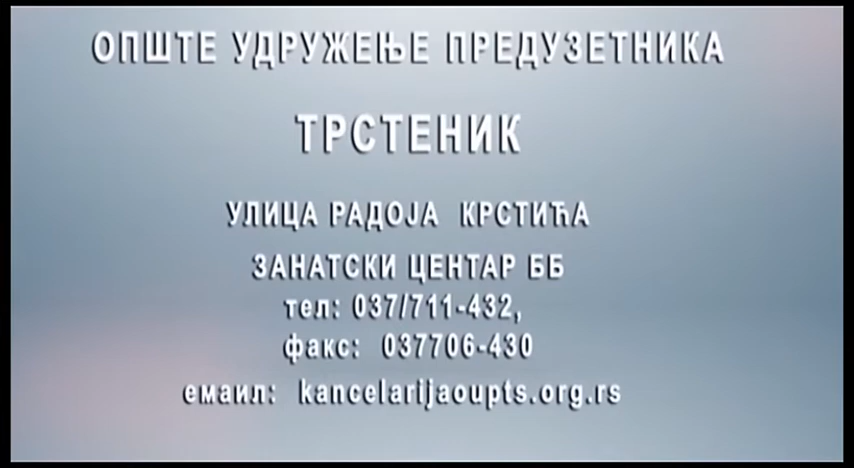 ОПШТЕ УДРУЖЕЊЕ ПРЕДУЗЕТНИКА
ТРСТЕНИК
УЛИЦА РАДОЈА КРСТИЋА
ЗАНАТСКИ ЦЕНТАР ББ
тел: 037/711-432,
факс: 037706-430
емаил: kancelarijaoupts.org.rs